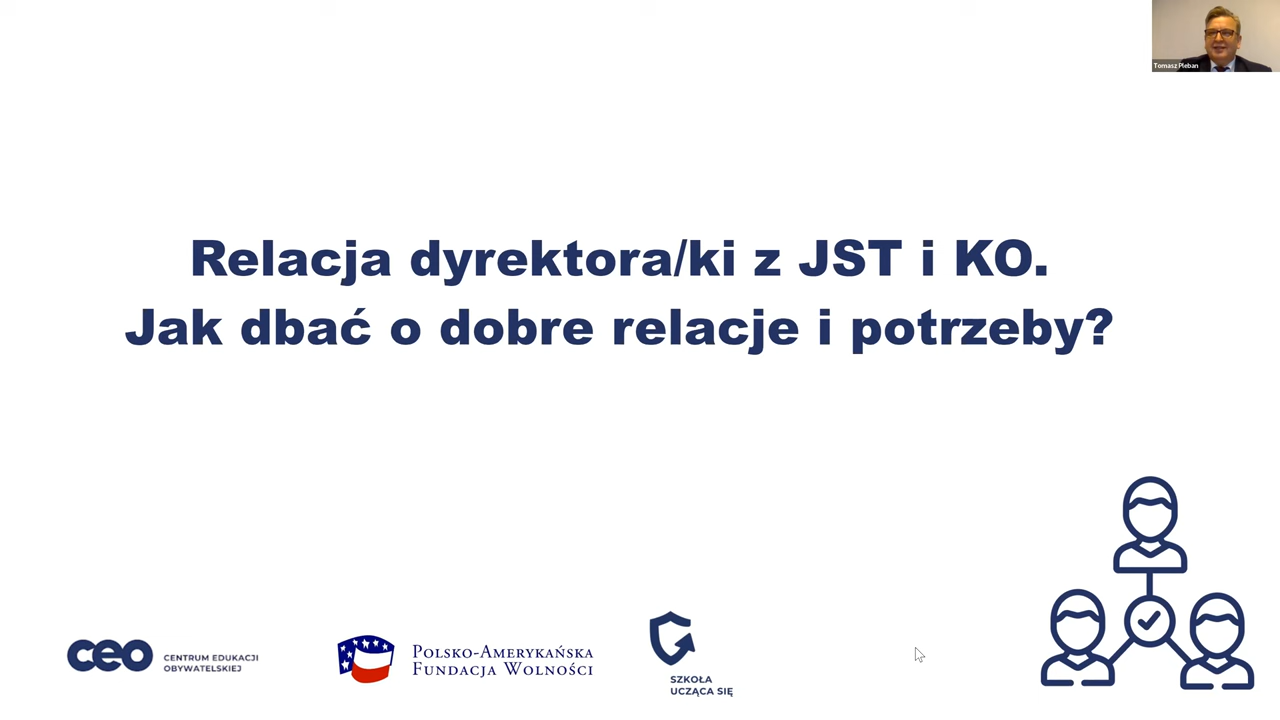 Tomasz Pleban
Relacja dyrektora/ki z JST i KO.
Jak dbać o dobre relacje i potrzeby?
ceo
CENTRUM EDUKACJI
OBYWATELSKIEJ
POLSKO-AMERYKAŃSKA
FUNDACJA WOLNOŚCI
SZKOŁA
UCZĄCA SIĘ